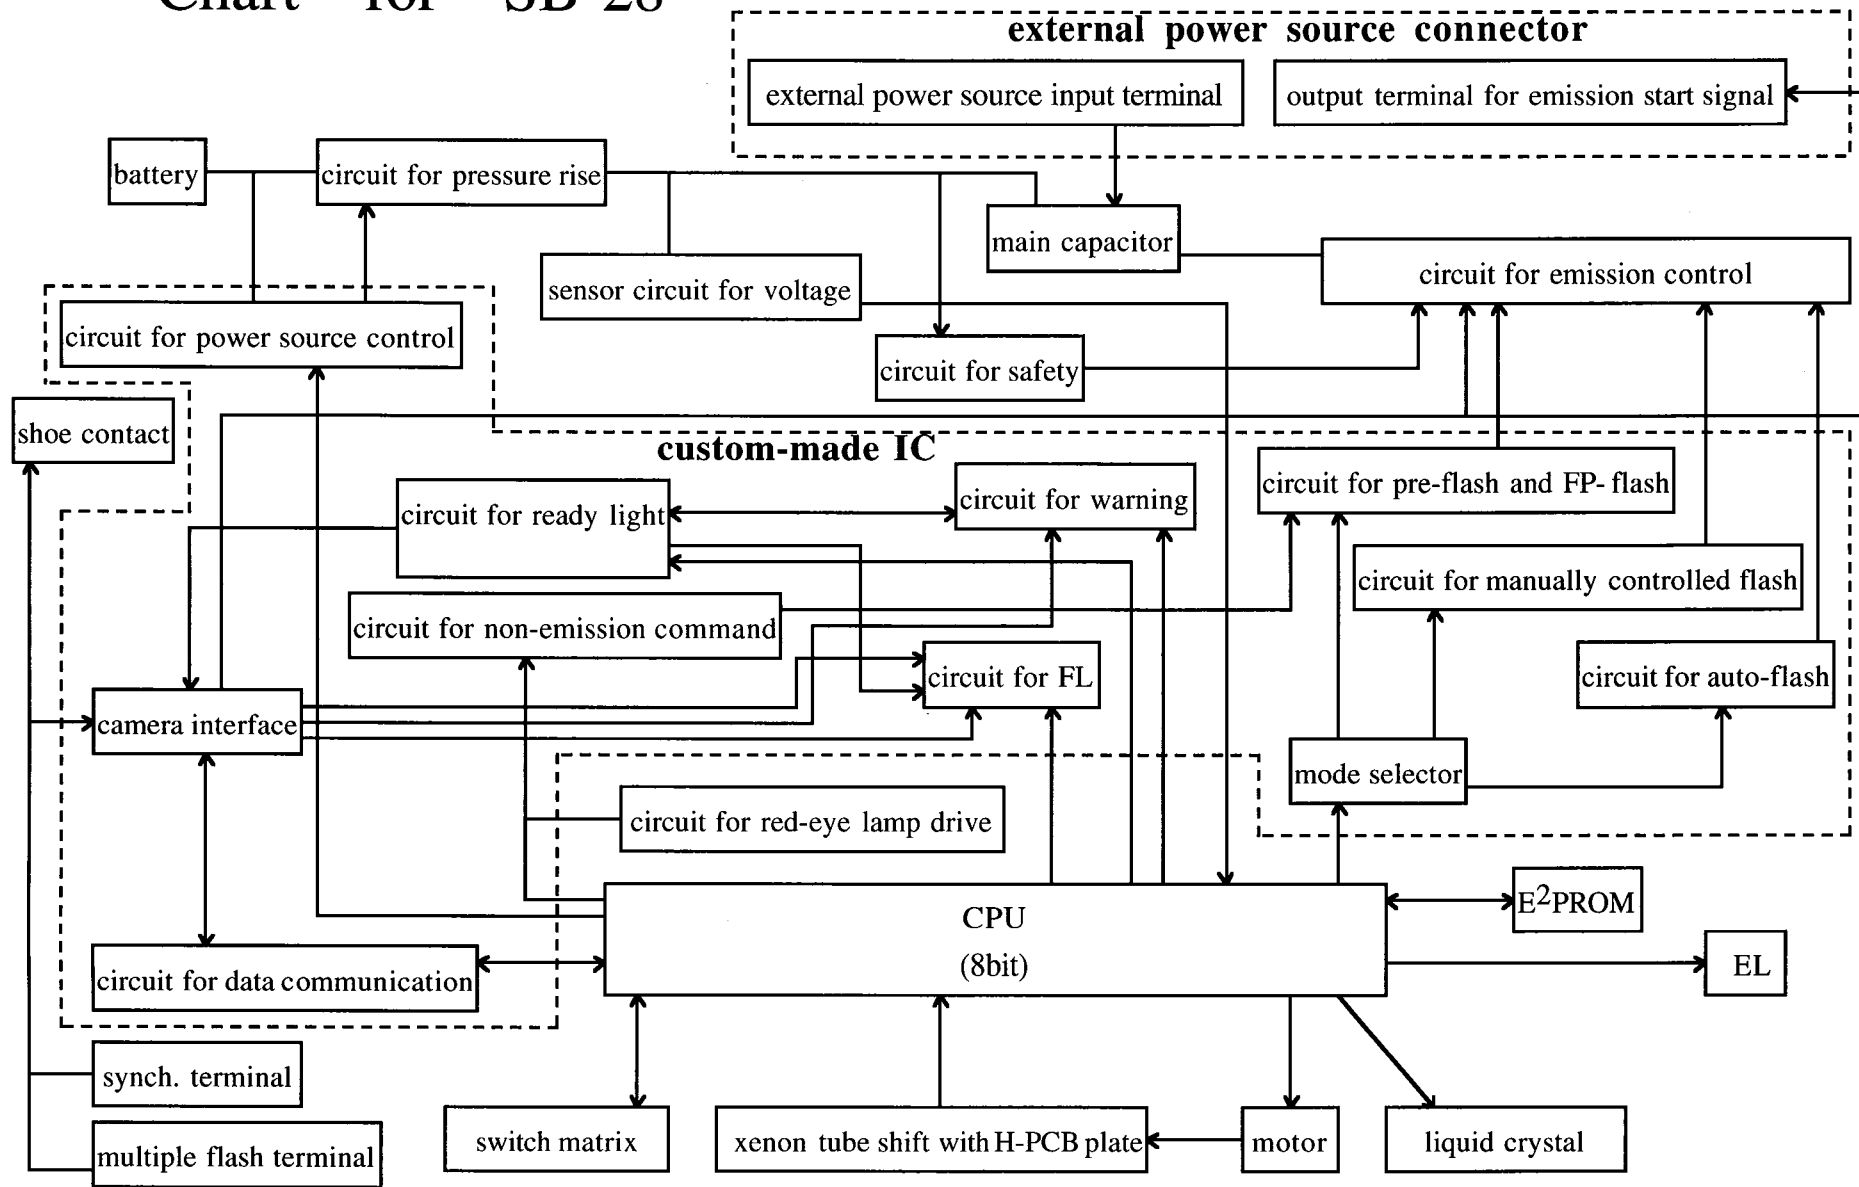 Chart for SB-28
external power source connector
external power source input terminal
output terminal for emission start signal
battery
circuit for pressure rise
main capacitor
circuit for emission control
sensor circuit for voltage
circuit for power source control
circuit for safety
shoe contact
custom-made IC
circuit for ready light
circuit for warning
circuit for pre-flash and FP-flash
circuit for manually controlled flash
circuit for non-emission command
circuit for FL
circuit for auto-flash
camera interface
mode selector
circuit for red-eye lamp drive
CPU
(8bit)
E2PROM
EL
circuit for data communication
synch. terminal
switch matrix
xenon tube shift with H-PCB plate
motor
liquid crystal
multiple flash terminal